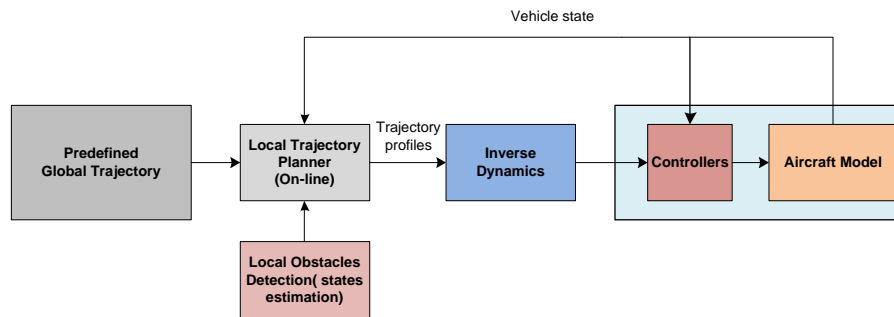 Vehicle state
Predefined
Global Trajectory
Local Trajectory
Planner
(On-line)
Trajectory
profiles
Inverse
Dynamics
Controllers
Aircraft Model
Local Obstacles
Detection( states
estimation)